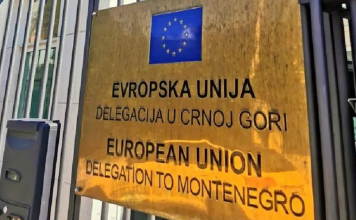 EVROPSKA UNIJA
DELEGACIJA U CRNOJ GORI
EUROPEAN UNION
DELEGATION TO MONTENEGRO